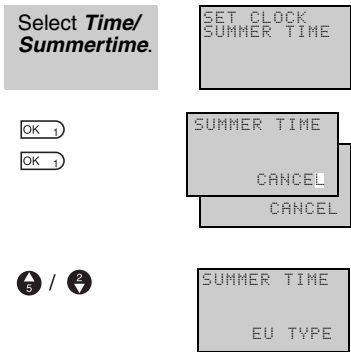 Select Time/
Summertime.
SET CLOCK
SUMMER TIME
OK 1
OK 1
SUMMER TIME
CANCEL
CANCEL
5 / 2
SUMMER TIME
EU TYPE